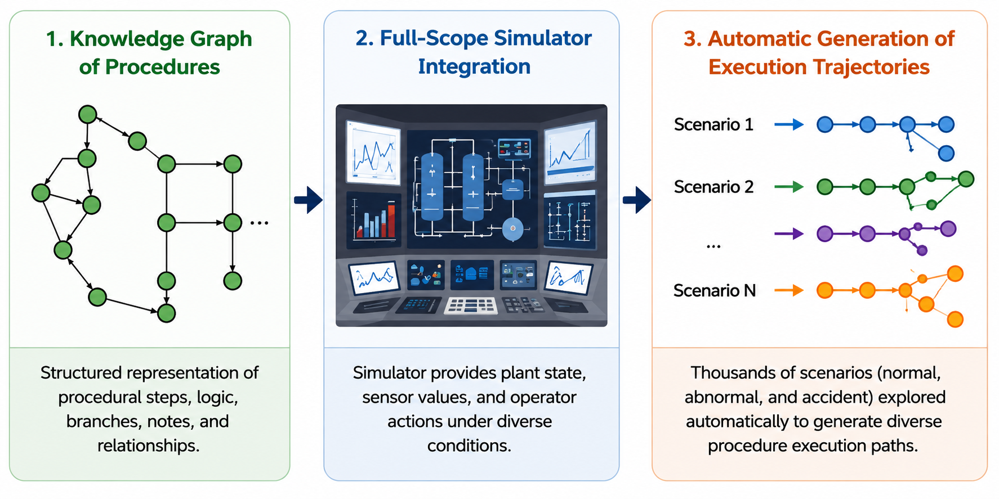 1. Knowledge Graph
of Procedures
...
Structured representation of
procedural steps, logic,
branches, notes, and
relationships.
2. Full-Scope Simulator
Integration
Simulator provides plant state,
sensor values, and operator
actions under diverse
conditions.
3. Automatic Generation of
Execution Trajectories
Scenario 1
Scenario 2
...
Scenario N
Thousands of scenarios (normal,
abnormal, and accident) explored
automatically to generate diverse
procedure execution paths.